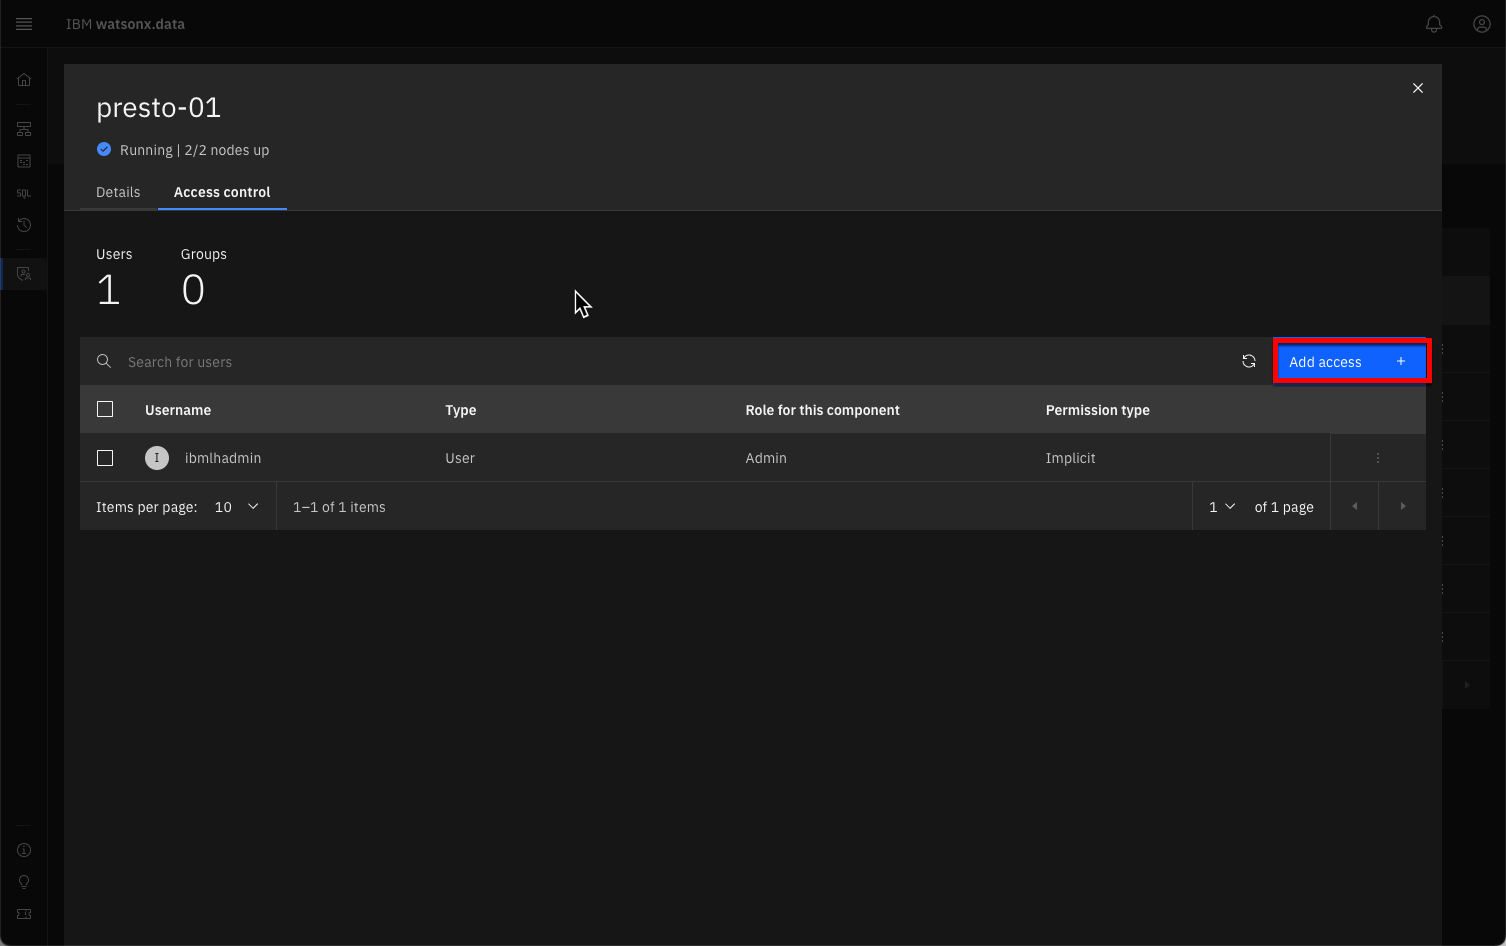 IBM watsonx.data
presto-01
Running | 2/2 nodes up
Details Access control
Users Groups
1 0
Search for users Add access +
Username Type Role for this component Permission type
I ibmlhadmin User Admin Implicit
Items per page: 10 1–1 of 1 items 1 of 1 page
SQL